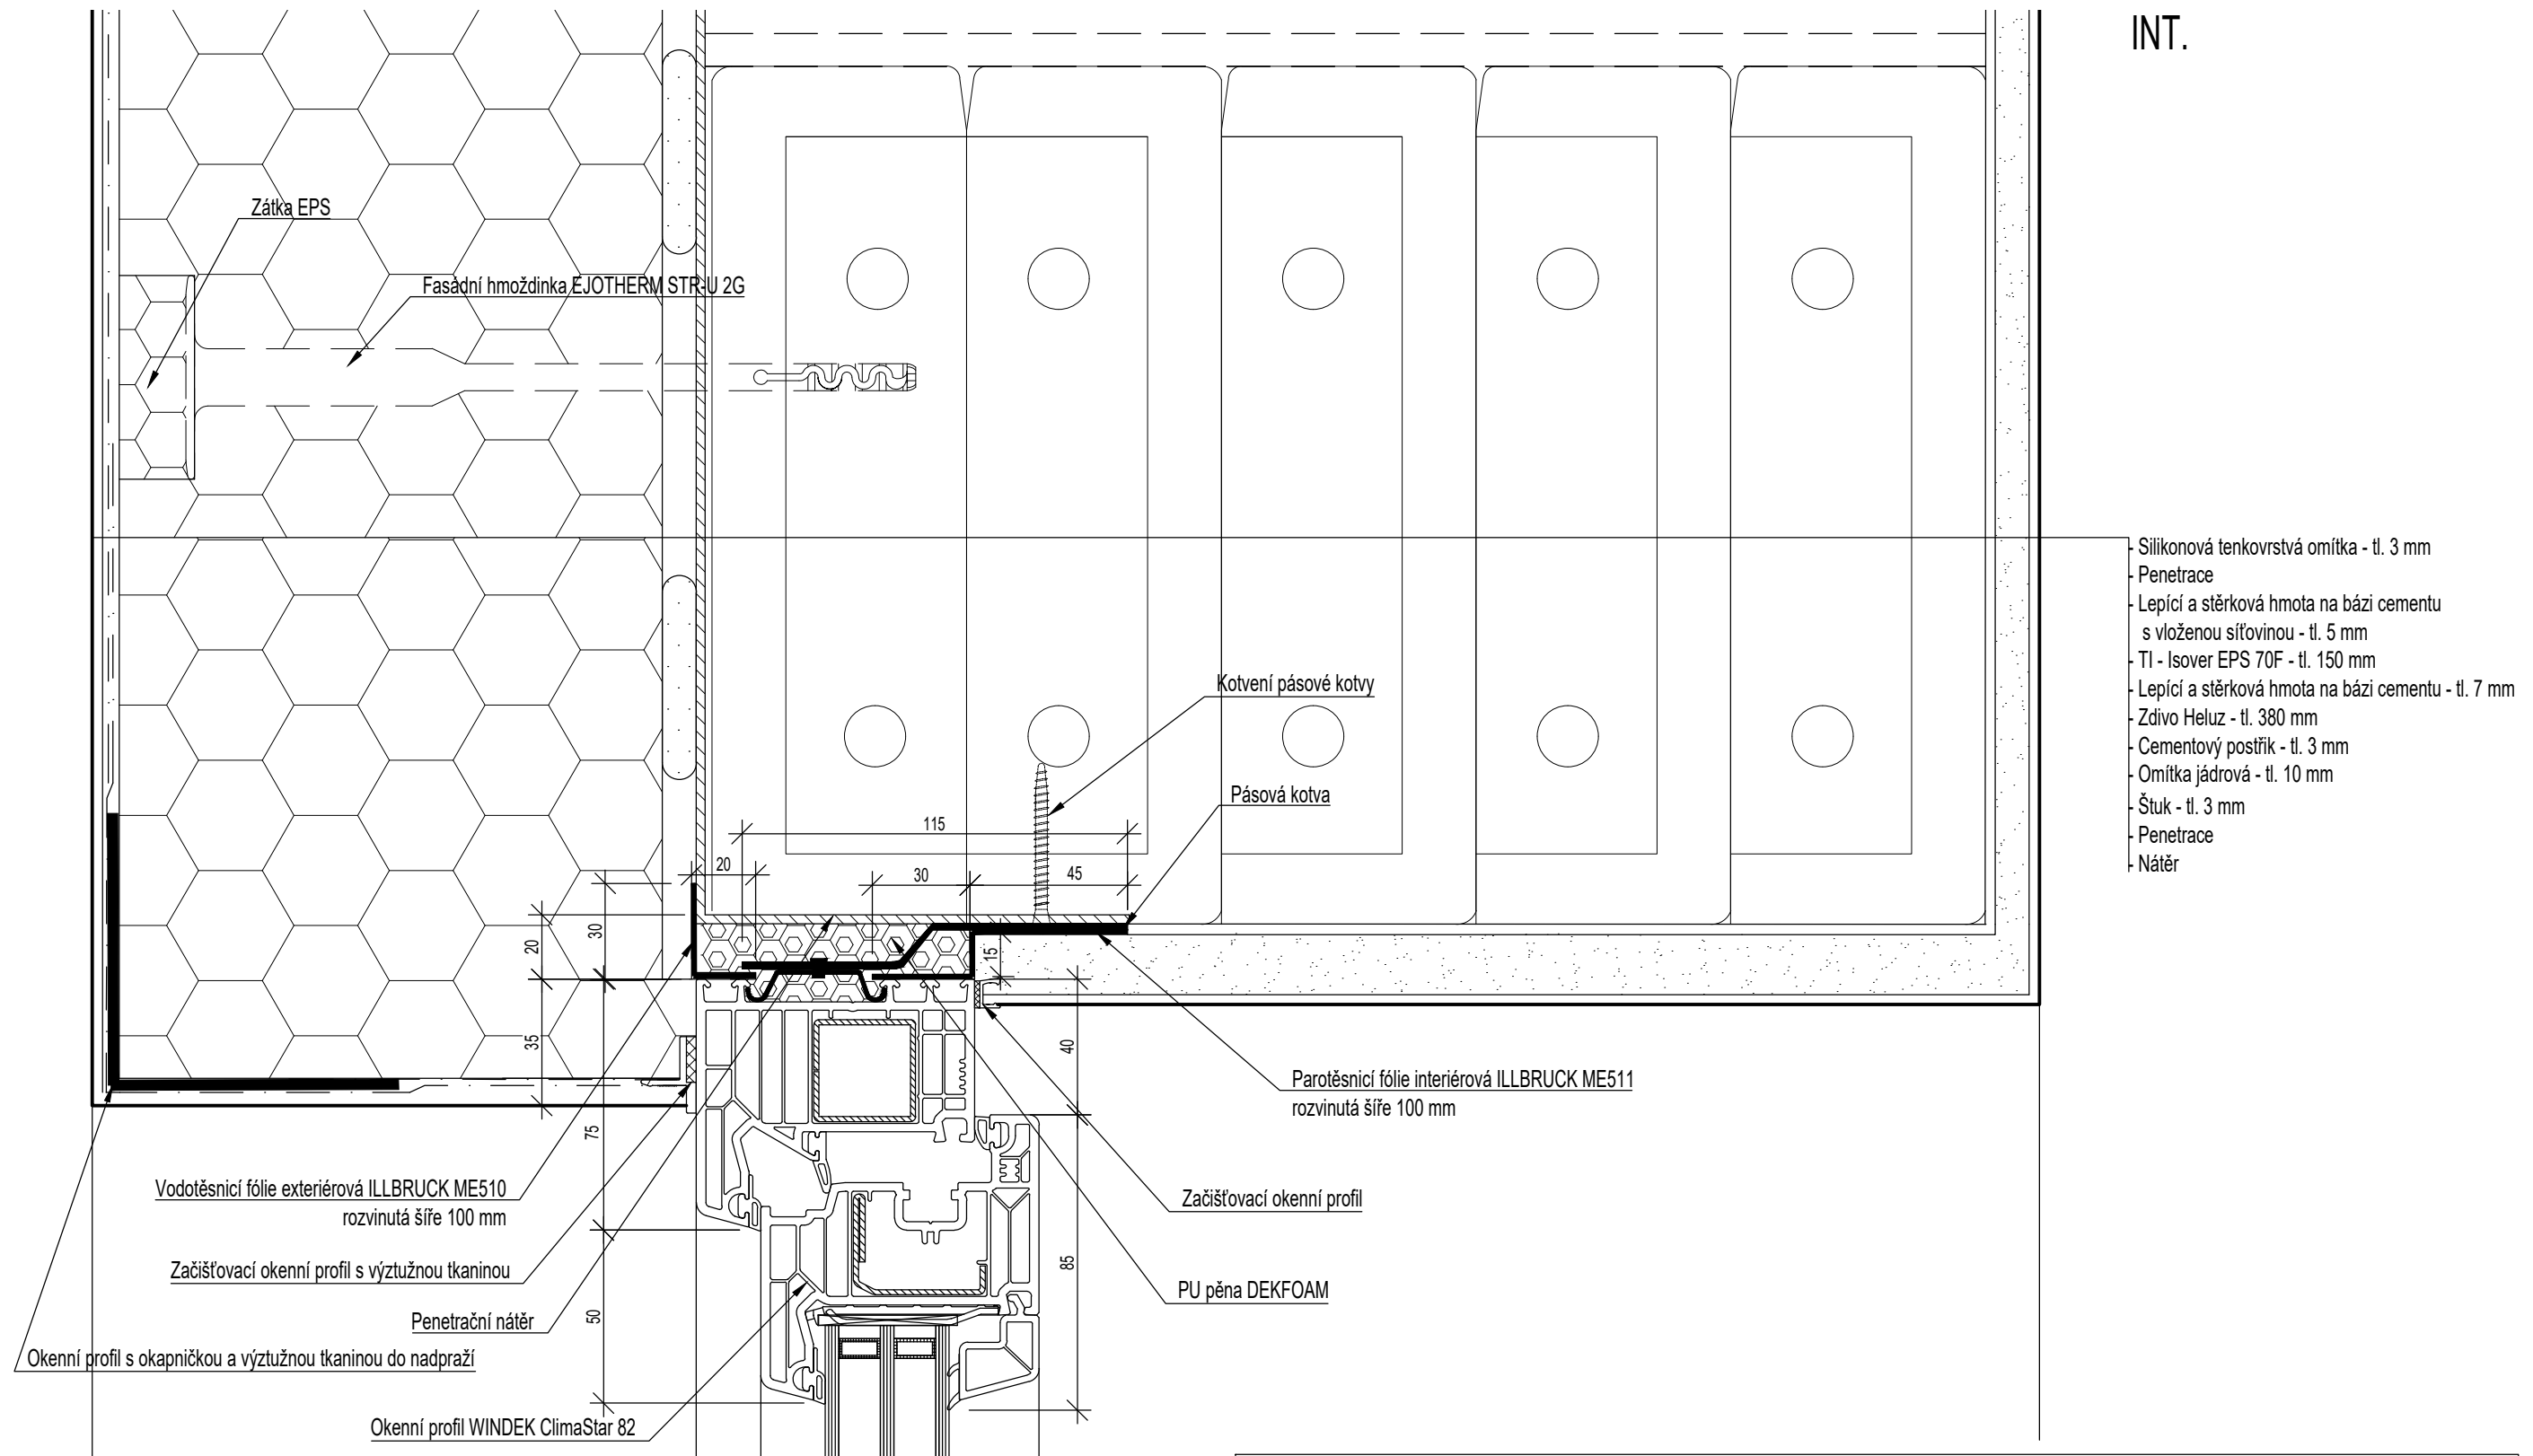 INT.
Zátka EPS
Fasádní hmoždinka EJOTHERM STR-U 2G
- Silikonová tenkovrstvá omítka - tl. 3 mm
- Penetrace
- Lepící a stěrková hmota na bázi cementu
s vloženou síťovinou - tl. 5 mm
- TI - Isover EPS 70F - tl. 150 mm
- Lepící a stěrková hmota na bázi cementu - tl. 7 mm
- Zdivo Heluz - tl. 380 mm
- Cementový postřik - tl. 3 mm
- Omítka jádrová - tl. 10 mm
- Štuk - tl. 3 mm
- Penetrace
- Nátěr
Kotvení pásové kotvy
Pásová kotva
115
20
30
45
30
20
15
35
40
75
85
50
Parotěsnicí fólie interiérová ILLBRUCK ME511
rozvinutá šíře 100 mm
Vodotěsnicí fólie exteriérová ILLBRUCK ME510
rozvinutá šíře 100 mm
Začišťovací okenní profil
Začišťovací okenní profil s výztužnou tkaninou
PU pěna DEKFOAM
Penetrační nátěr
Okenní profil s okapničkou a výztužnou tkaninou do nadpraží
Okenní profil WINDEK ClimaStar 82